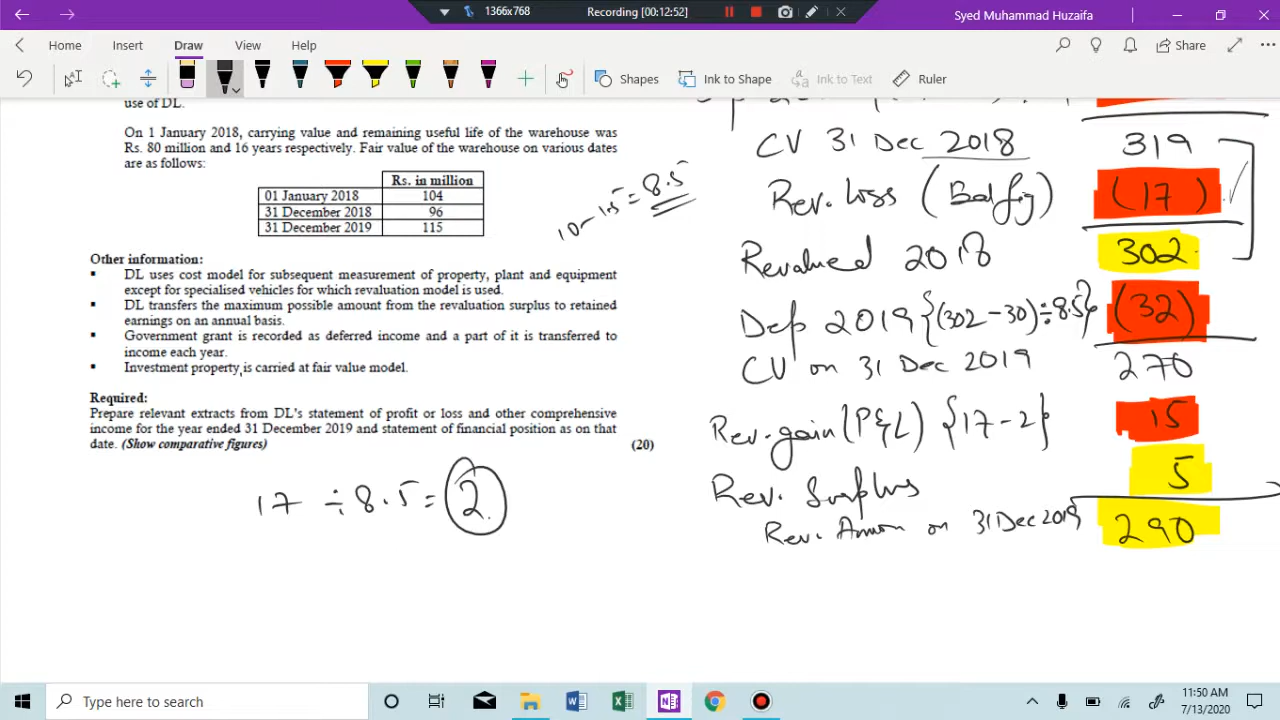 1366x768
Recording [00:12:52]
Syed Muhammad Huzaifa
Home Insert Draw View Help
Share
Shapes
Ink to Shape
Ink to Text
Ruler
use of DL.
On 1 January 2018, carrying value and remaining useful life of the warehouse was
Rs. 80 million and 16 years respectively. Fair value of the warehouse on various dates
are as follows:
Rs. in million
01 January 2018 104
31 December 2018 96
31 December 2019 115
Other information:
▪ DL uses cost model for subsequent measurement of property, plant and equipment
except for specialised vehicles for which revaluation model is used.
▪ DL transfers the maximum possible amount from the revaluation surplus to retained
earnings on an annual basis.
▪ Government grant is recorded as deferred income and a part of it is transferred to
income each year.
▪ Investment property is carried at fair value model.
Required:
Prepare relevant extracts from DL's statement of profit or loss and other comprehensive
income for the year ended 31 December 2019 and statement of financial position as on that
date. (Show comparative figures) (20)
17 ÷ 8.5 = 2
10 - 1.5 = 8.5
CV 31 Dec 2018 319
Rev. Loss (Bal fig) (17)
Revalued 2018 302
Dep 2019 {(302 - 30) ÷ 8.5} (32)
CV on 31 Dec 2019 270
Rev. gain (P&L) {17 - 2} 15
Rev. Surplus 5
Rev. on 31 Dec 2019 290
Type here to search
11:50 AM
7/13/2020